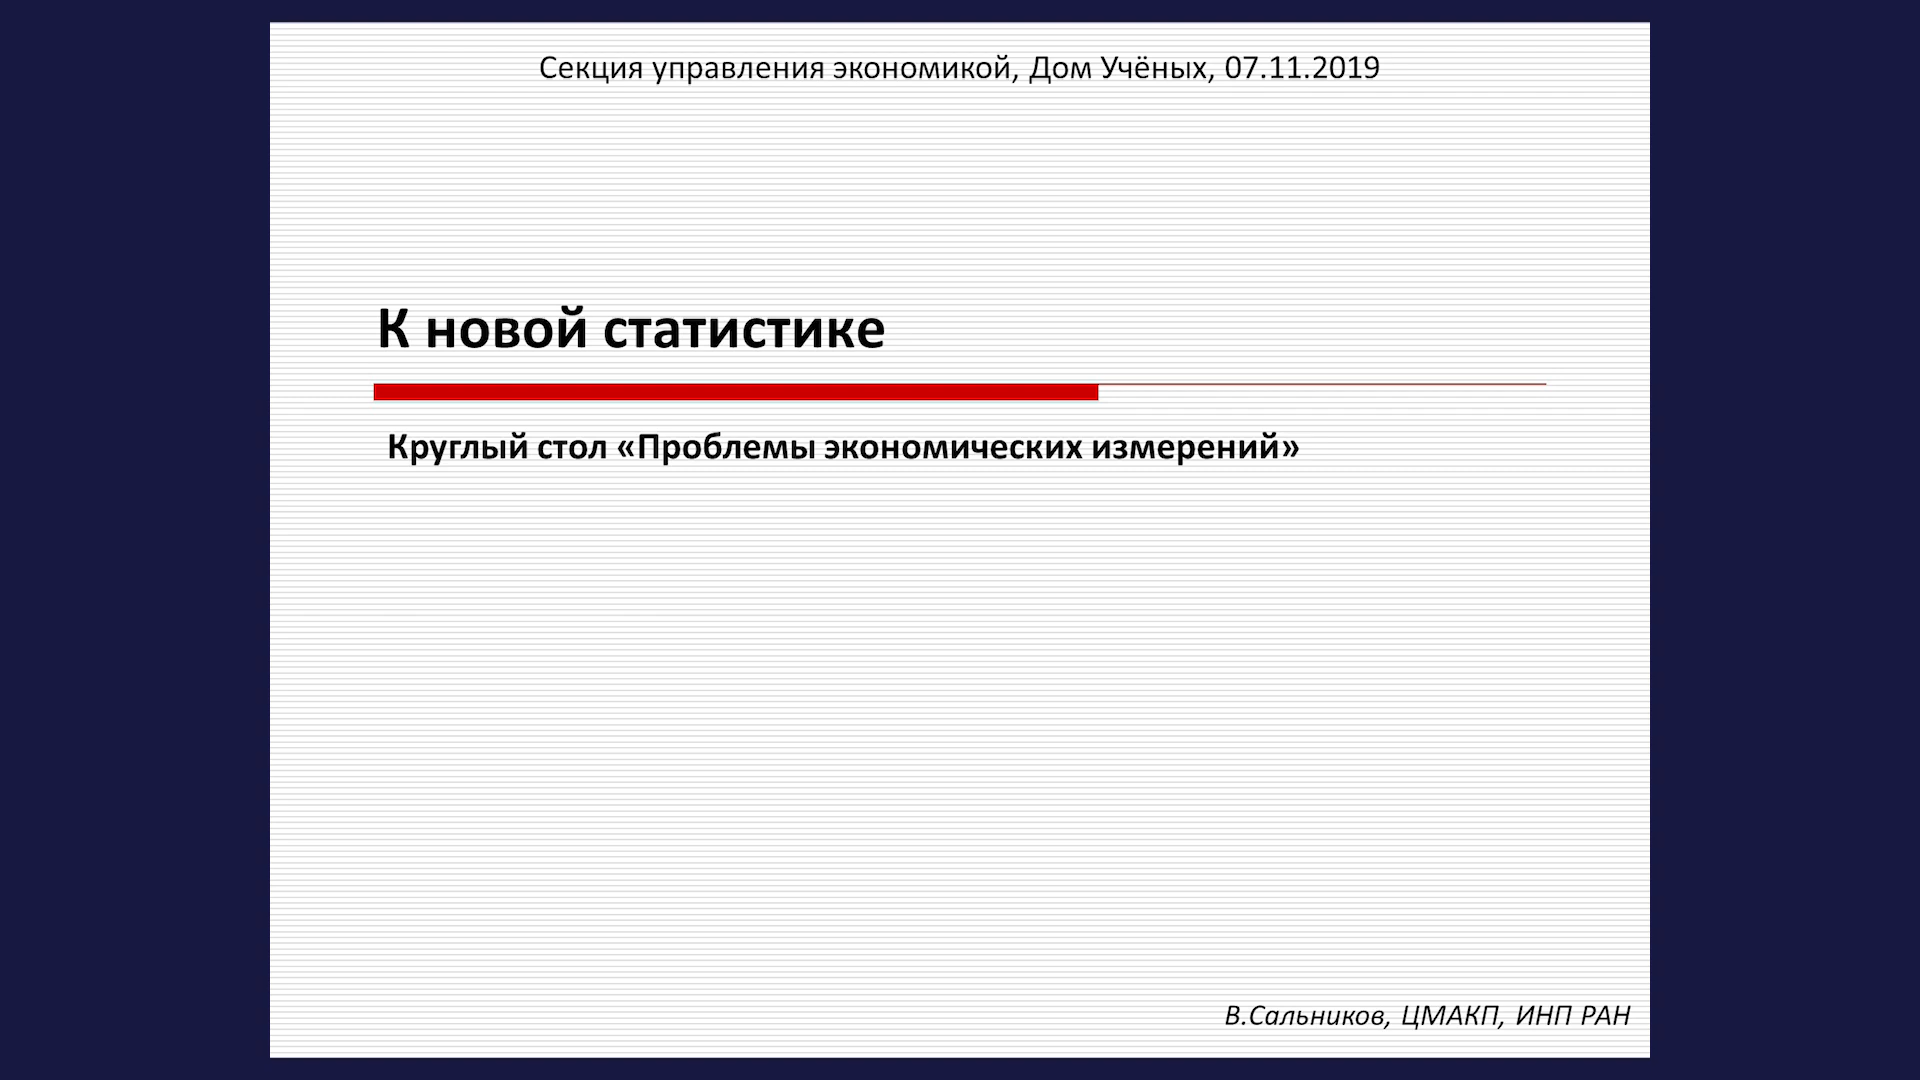 Секция управления экономикой, Дом Учёных, 07.11.2019
К новой статистике
Круглый стол «Проблемы экономических измерений»
В.Сальников, ЦМАКП, ИНП РАН